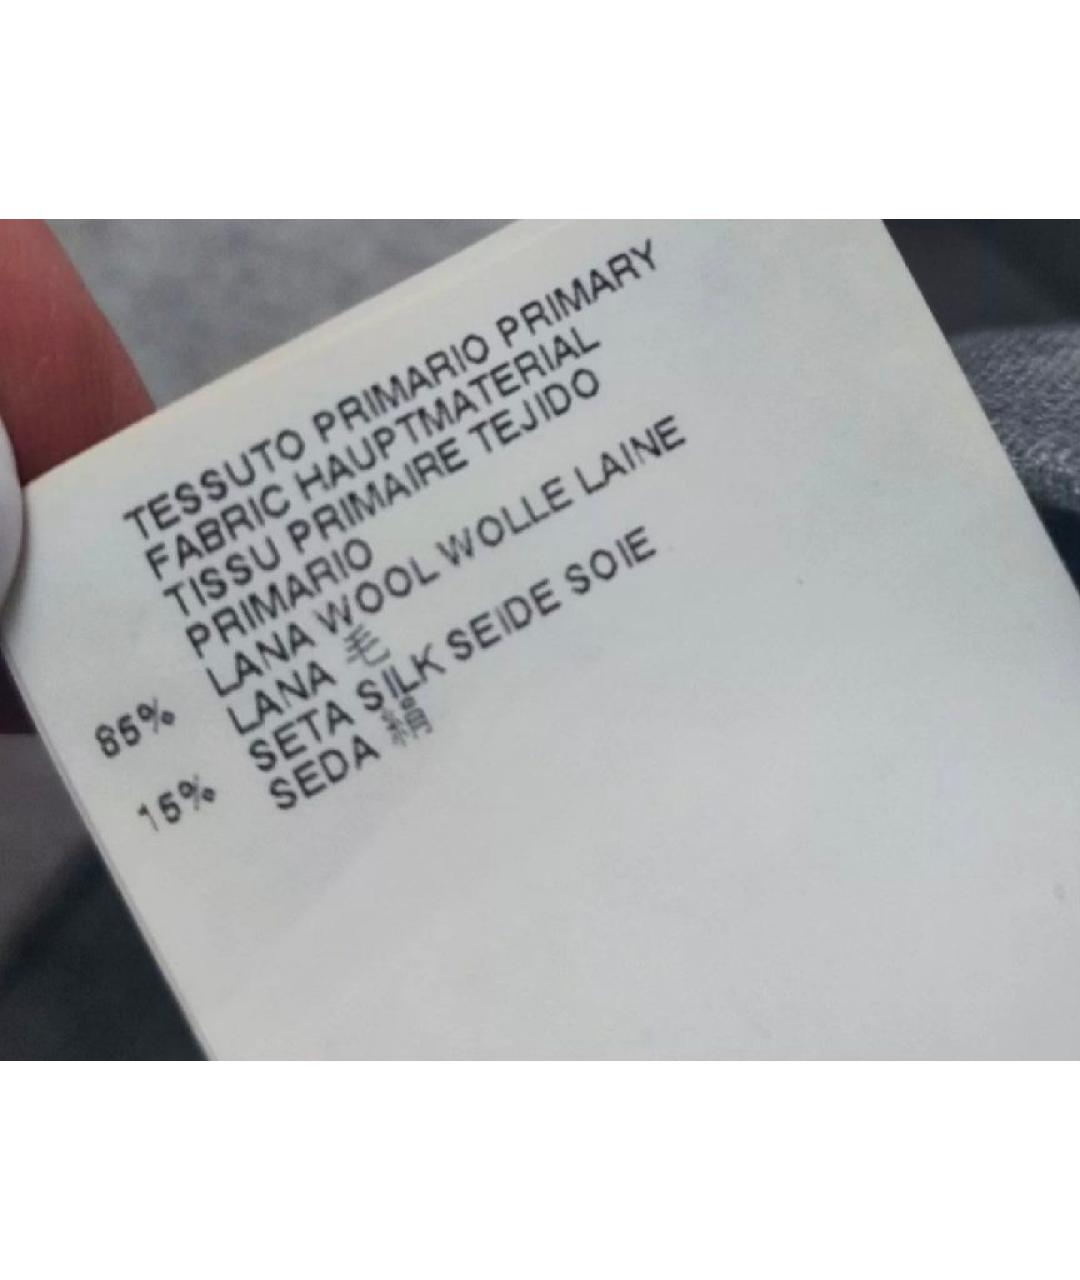 TESSUTO PRIMARIO PRIMARY
FABRIC HAUPTMATERIAL
TISSU PRIMAIRE TEJIDO
PRIMARIO
85% LANA WOOL WOLLE LAINE
LANA 毛
15% SETA SILK SEIDE SOIE
SEDA 絹